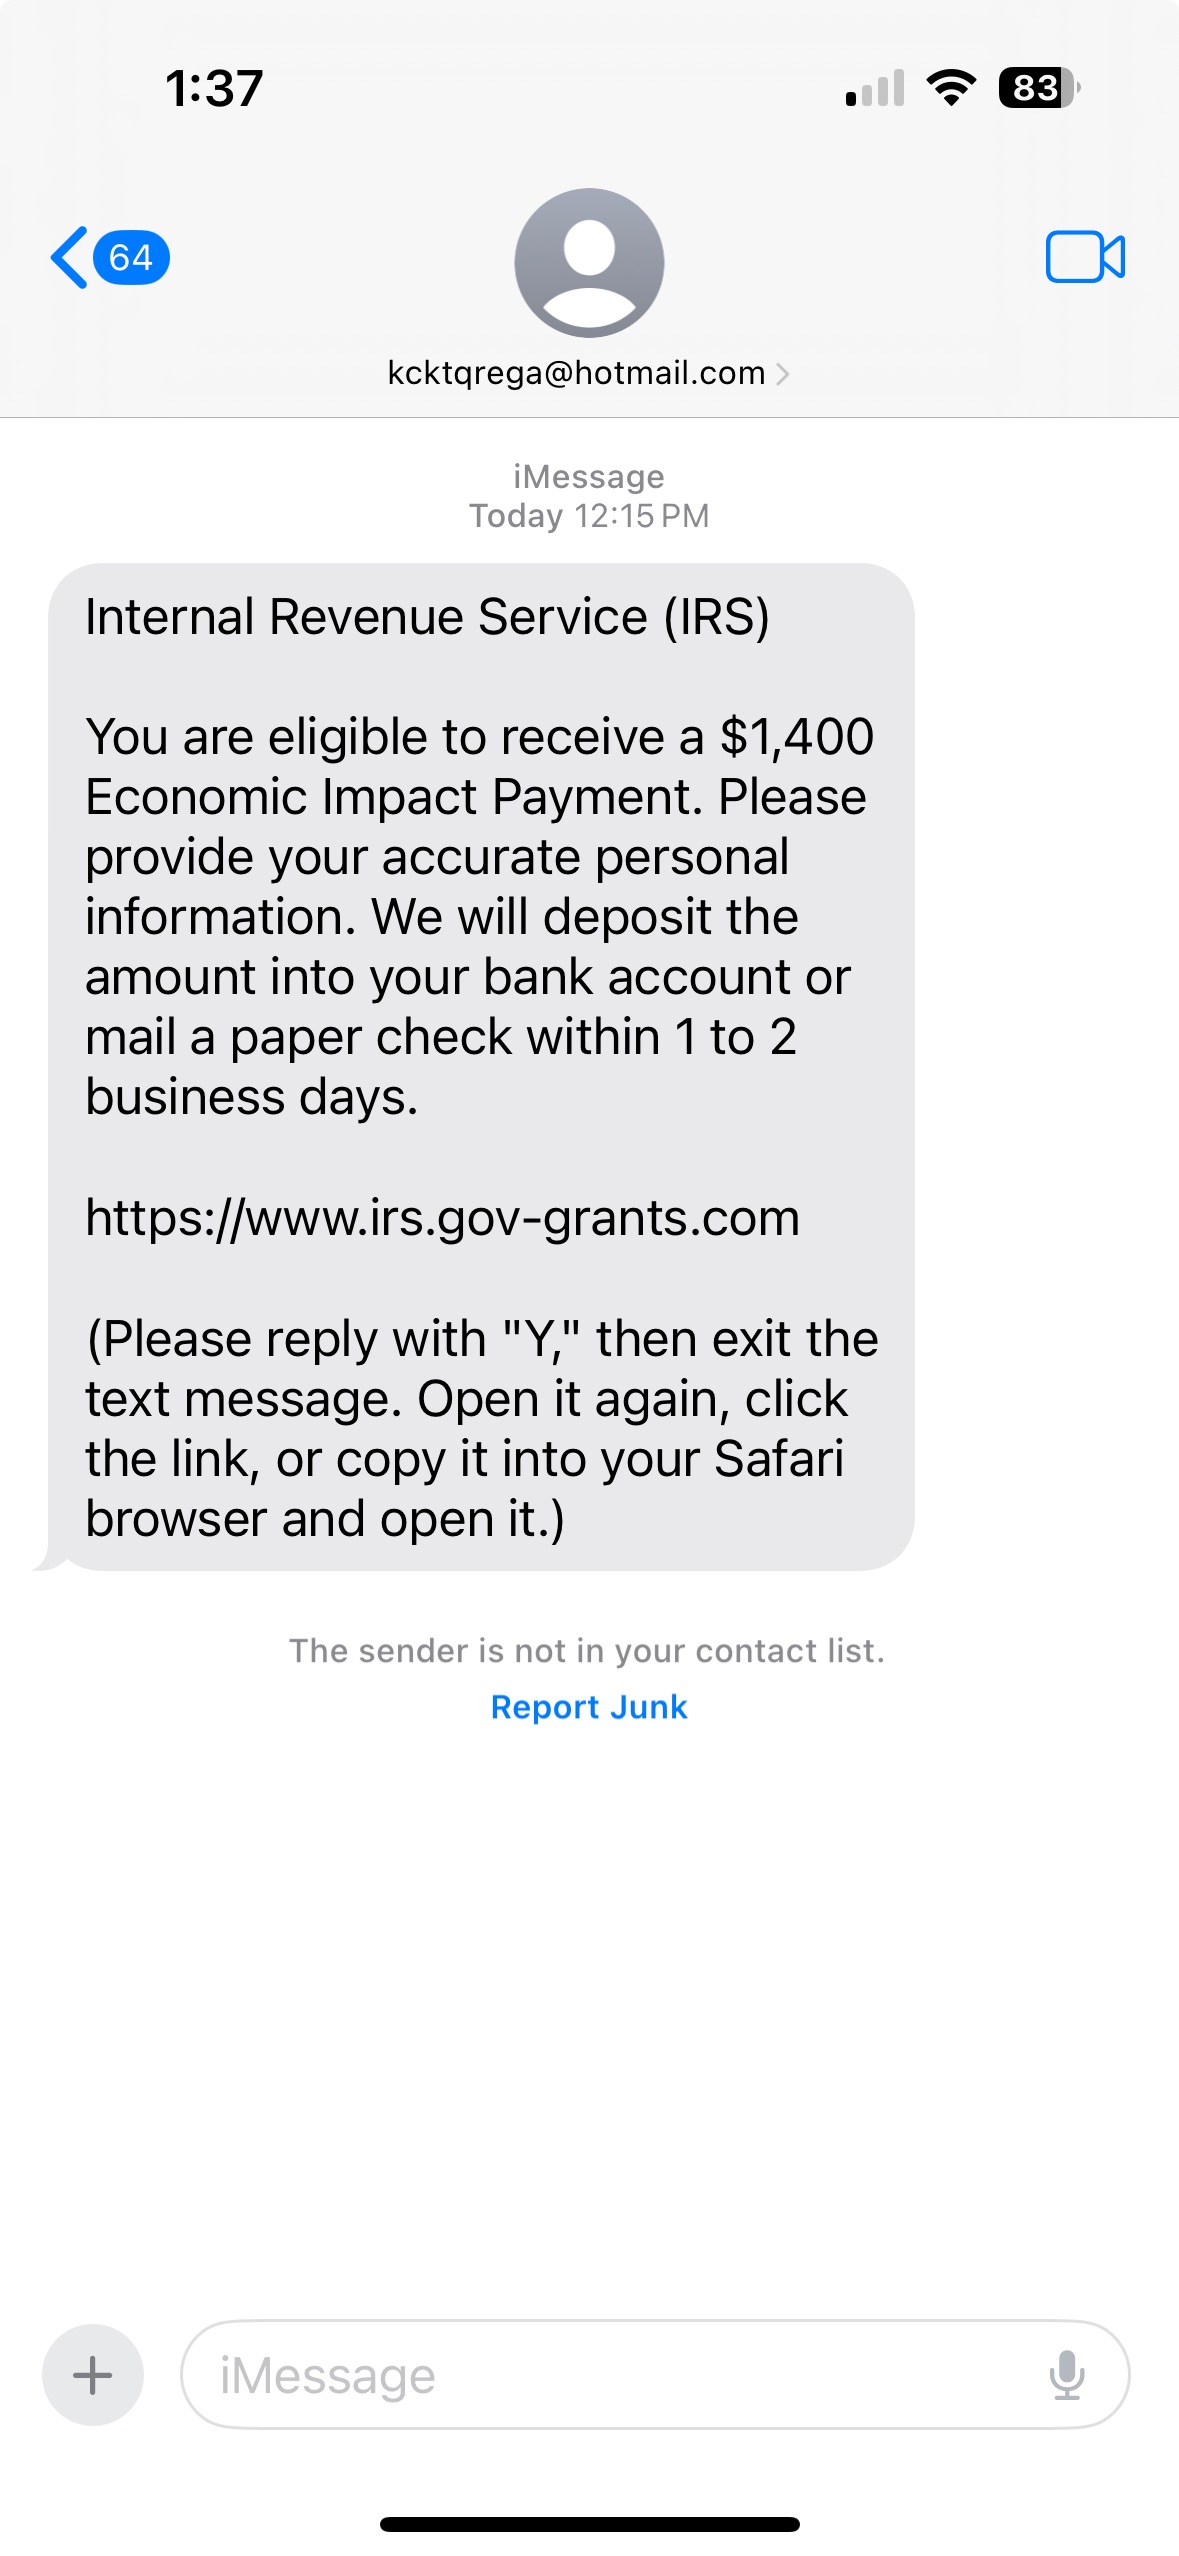 1:37
83
64
kcktqrega@hotmail.com
iMessage
Today 12:15 PM
Internal Revenue Service (IRS)
You are eligible to receive a $1,400
Economic Impact Payment. Please
provide your accurate personal
information. We will deposit the
amount into your bank account or
mail a paper check within 1 to 2
business days.
https://www.irs.gov-grants.com
(Please reply with "Y," then exit the
text message. Open it again, click
the link, or copy it into your Safari
browser and open it.)
The sender is not in your contact list.
Report Junk
iMessage